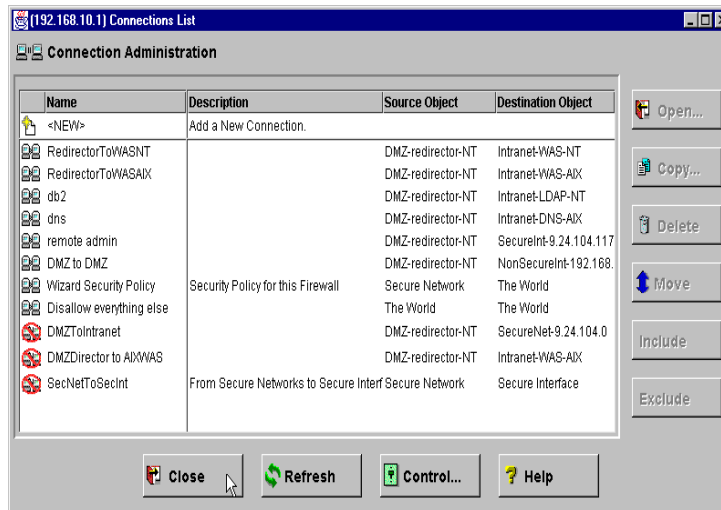 (192.168.10.1) Connections List
Connection Administration
Name Description Source Object Destination Object
<NEW> Add a New Connection.
RedirectorToWASNT DMZ-redirector-NT Intranet-WAS-NT
RedirectorToWASAIX DMZ-redirector-NT Intranet-WAS-AIX
db2 DMZ-redirector-NT Intranet-LDAP-NT
dns DMZ-redirector-NT Intranet-DNS-AIX
remote admin DMZ-redirector-NT SecureInt-9.24.104.117
DMZ to DMZ DMZ-redirector-NT NonSecureInt-192.168.
Wizard Security Policy Security Policy for this Firewall Secure Network The World
Disallow everything else The World The World
DMZToIntranet DMZ-redirector-NT SecureNet-9.24.104.0
DMZDirector to AIXWAS DMZ-redirector-NT Intranet-WAS-AIX
SecNetToSecInt From Secure Networks to Secure Interf Secure Network Secure Interface
Open...
Copy...
Delete
Move
Include
Exclude
Close Refresh Control... Help